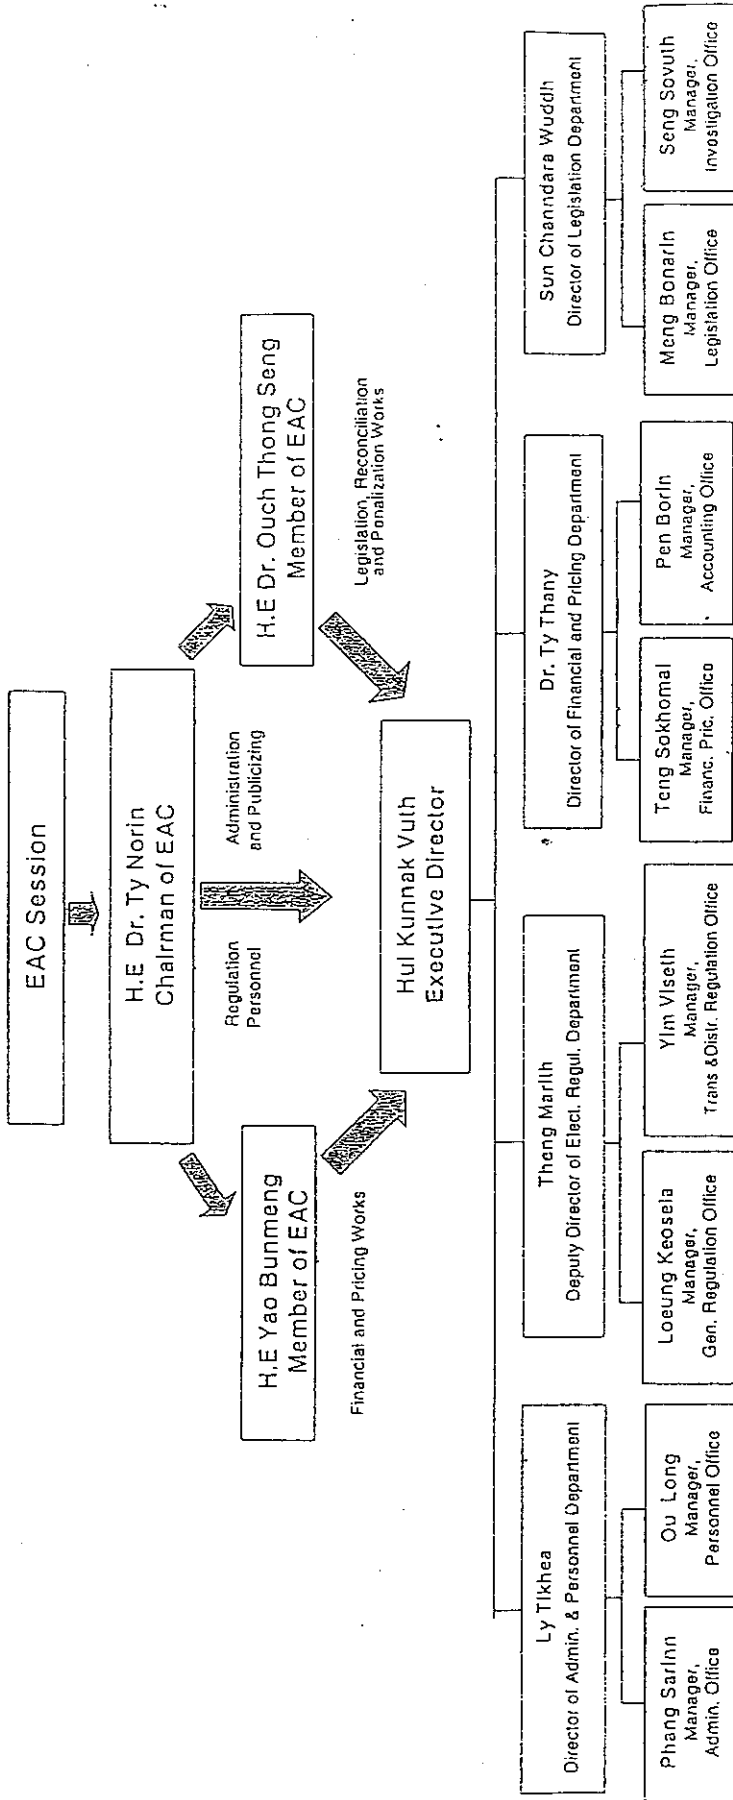 EAC Session
H.E Dr. Ty Norin
Chairman of EAC
H.E Yao Bunmeng
Member of EAC
H.E Dr. Ouch Thong Seng
Member of EAC
Regulation
Personnel
Administration
and Publicizing
Financial and Pricing Works
Legislation, Reconciliation
and Penalization Works
Hul Kunnak Vuth
Executive Director
Ly Tikhea
Director of Admin. & Personnel Department
Theng Marith
Deputy Director of Elect. Regul. Department
Dr. Ty Thany
Director of Financial and Pricing Department
Sun Channdara Wuddh
Director of Legislation Department
Phang Sarinn
Manager,
Admin. Office
Ou Long
Manager,
Personnel Office
Loeung Keosela
Manager,
Gen. Regulation Office
Yim Viseth
Manager,
Trans &Distr. Regulation Office
Teng Sokhomal
Manager,
Financ. Pric. Office
Pen Borin
Manager,
Accounting Office
Meng Bonarin
Manager,
Legislation Office
Seng Sovuth
Manager,
Investigation Office